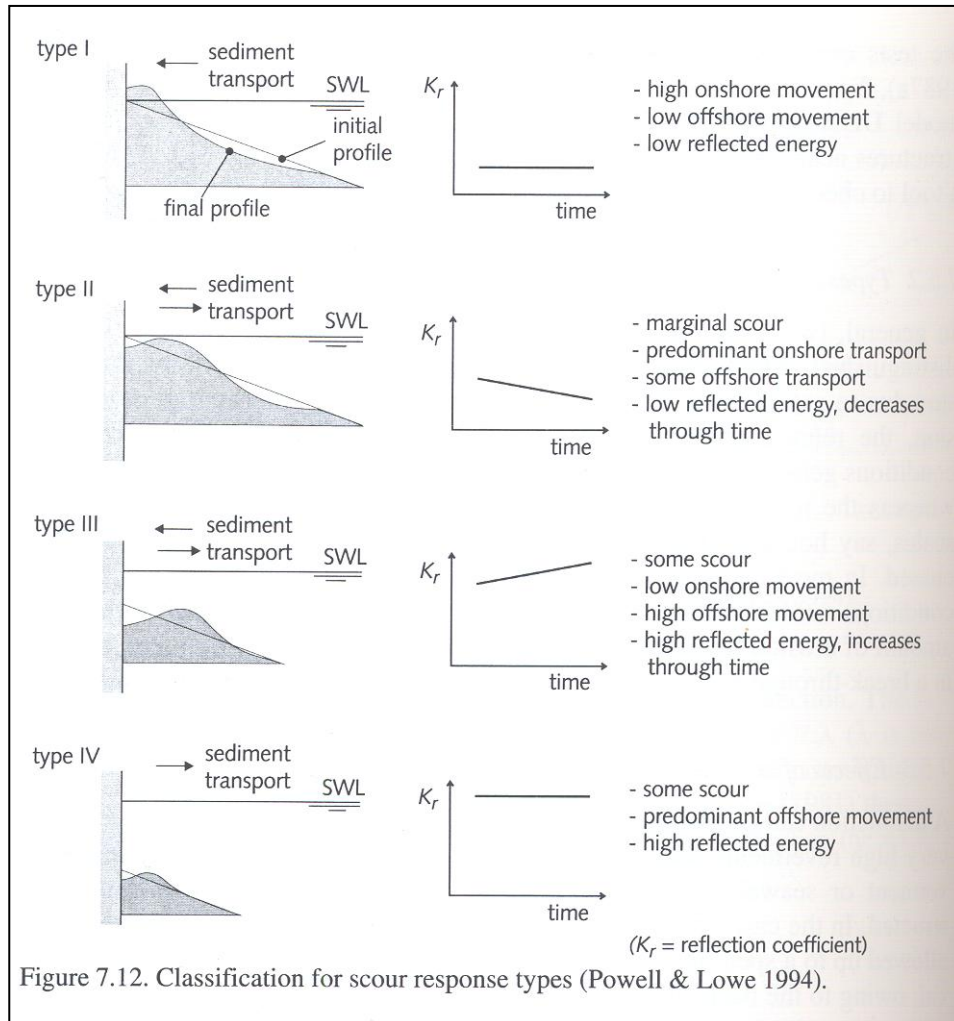 type I
sediment
transport
SWL
initial
profile
final profile
K_r
time
- high onshore movement
- low offshore movement
- low reflected energy
type II
sediment
transport
SWL
K_r
time
- marginal scour
- predominant onshore transport
- some offshore transport
- low reflected energy, decreases
through time
type III
sediment
transport
SWL
K_r
time
- some scour
- low onshore movement
- high offshore movement
- high reflected energy, increases
through time
type IV
sediment
transport
SWL
K_r
time
- some scour
- predominant offshore movement
- high reflected energy
(K_r = reflection coefficient)
Figure 7.12. Classification for scour response types (Powell & Lowe 1994).